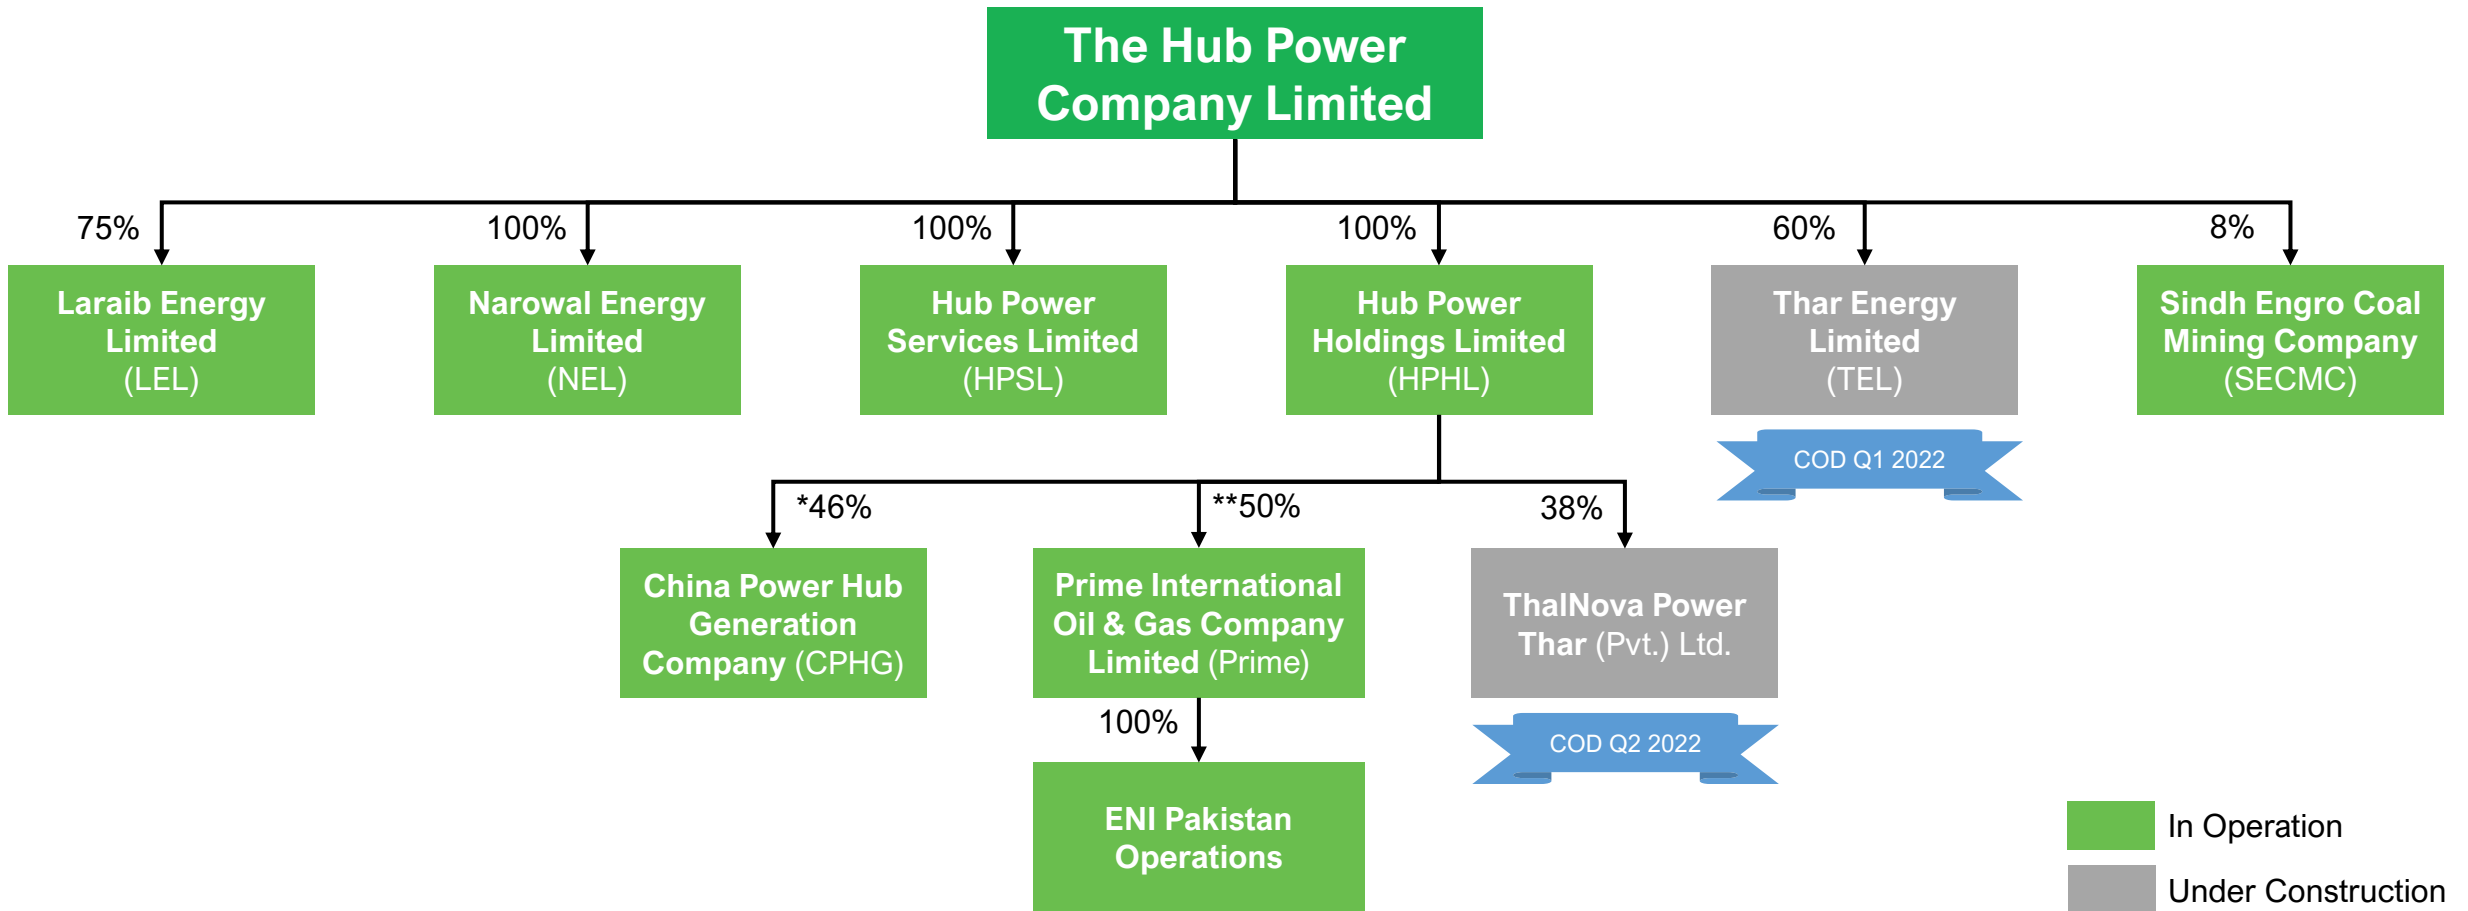 The Hub Power
Company Limited
75%
100%
100%
100%
60%
8%
Laraib Energy
Limited
(LEL)
Narowal Energy
Limited
(NEL)
Hub Power
Services Limited
(HPSL)
Hub Power
Holdings Limited
(HPHL)
Thar Energy
Limited
(TEL)
Sindh Engro Coal
Mining Company
(SECMC)
COD Q1 2022
*46%
**50%
38%
China Power Hub
Generation
Company (CPHG)
Prime International
Oil & Gas Company
Limited (Prime)
ThalNova Power
Thar (Pvt.) Ltd.
100%
COD Q2 2022
ENI Pakistan
Operations
In Operation
Under Construction